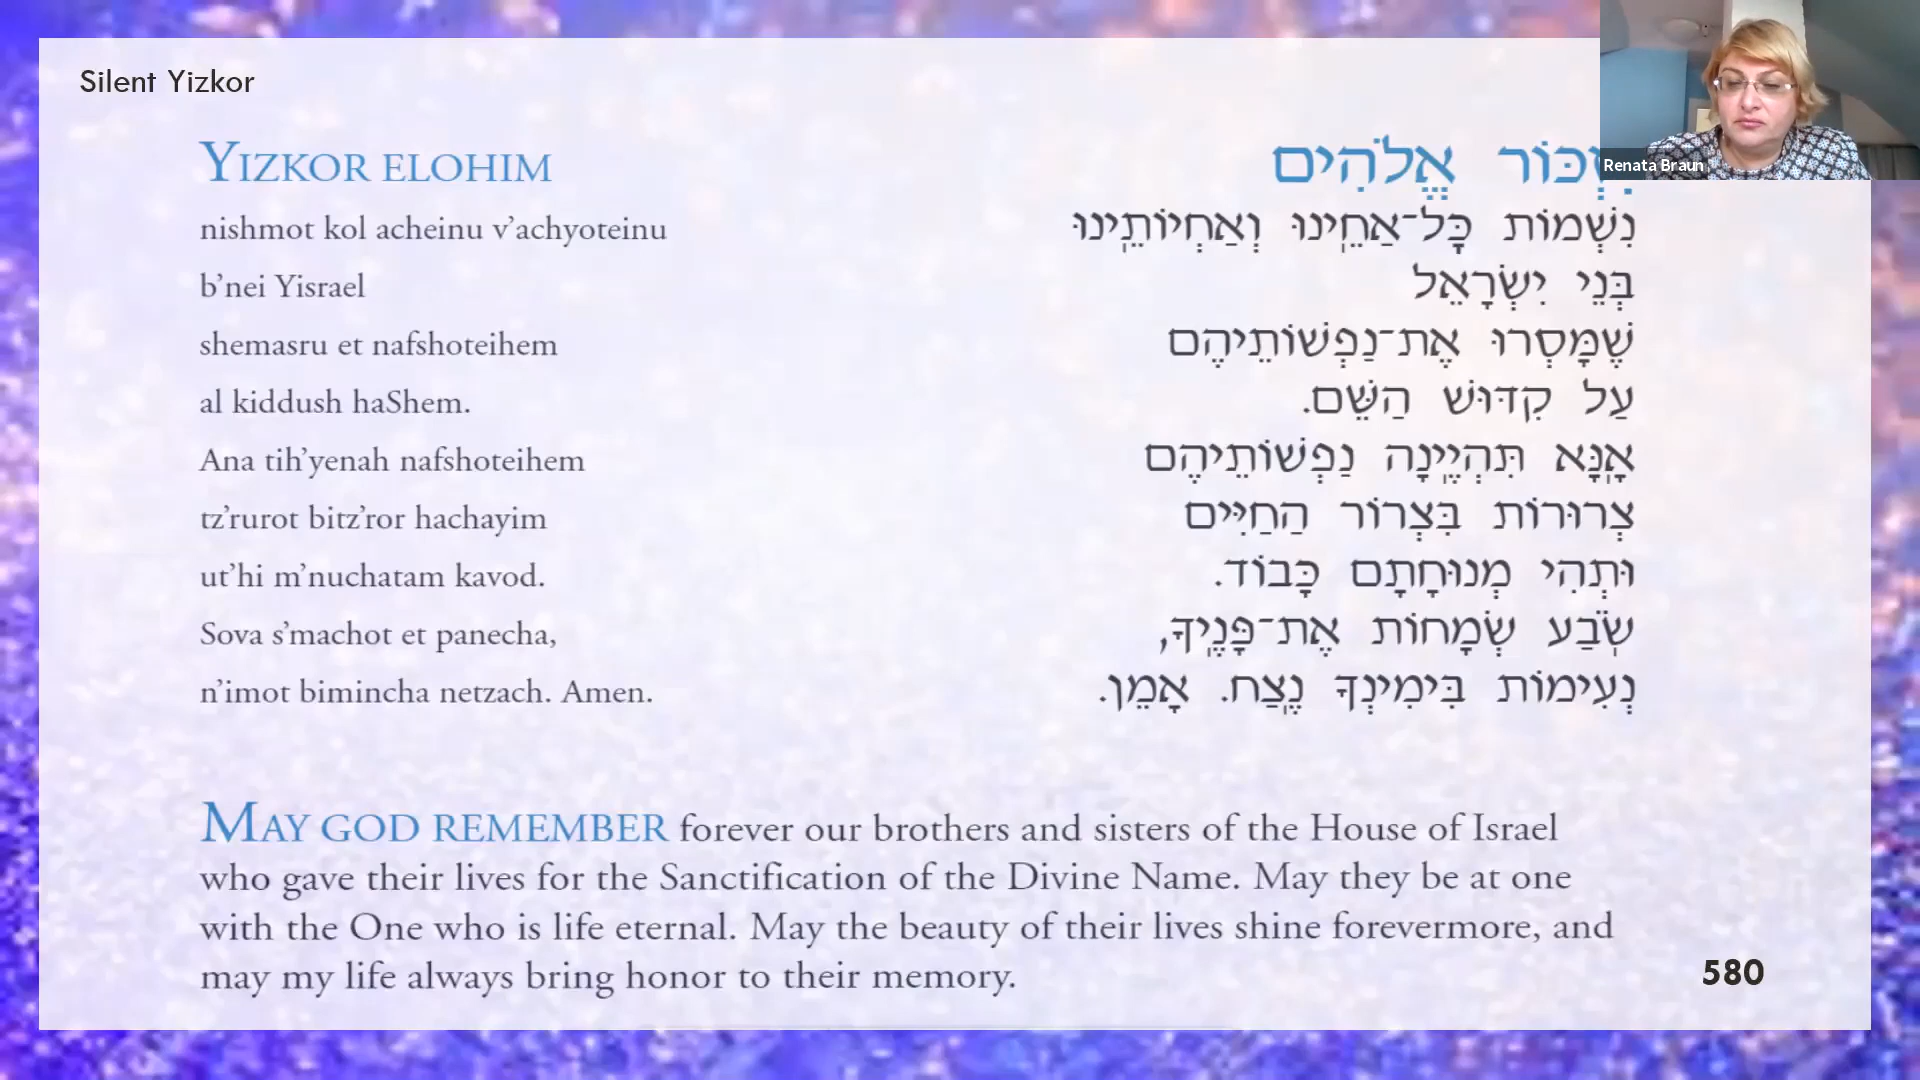 Silent Yizkor
YIZKOR ELOHIM
nishmot kol acheinu v’achyoteinu
b’nei Yisrael
shemasru et nafshoteihem
al kiddush haShem.
Ana tih’yenah nafshoteihem
tz’rurot bitz’ror hachayim
ut’hi m’nuchatam kavod.
Sova s’machot et panecha,
n’imot bimincha netzach. Amen.
אֱלֹהִים
נִשְׁמוֹת כׇּל־אַחֵֽינוּ וְאַחְיוֹתֵֽינוּ
בְּנֵי יִשְׂרָאֵל
שֶׁמָּסְרוּ אֶת־נַפְשׁוֹתֵיהֶם
עַל קִדּוּשׁ הַשֵּׁם.
אָֽנָּא תִּהְיֶֽינָה נַפְשׁוֹתֵיהֶם
צְרוּרוֹת בִּצְרוֹר הַחַיִּים
וּתְהִי מְנוּחָתָם כָּבוֹד.
שֹֽׂבַע שְׂמָחוֹת אֶת־פָּנֶֽיךָ,
נְעִימוֹת בִּימִינְךָ נֶֽצַח. אָמֵן.
MAY GOD REMEMBER forever our brothers and sisters of the House of Israel
who gave their lives for the Sanctification of the Divine Name. May they be at one
with the One who is life eternal. May the beauty of their lives shine forevermore, and
may my life always bring honor to their memory.
580
Renata Braun